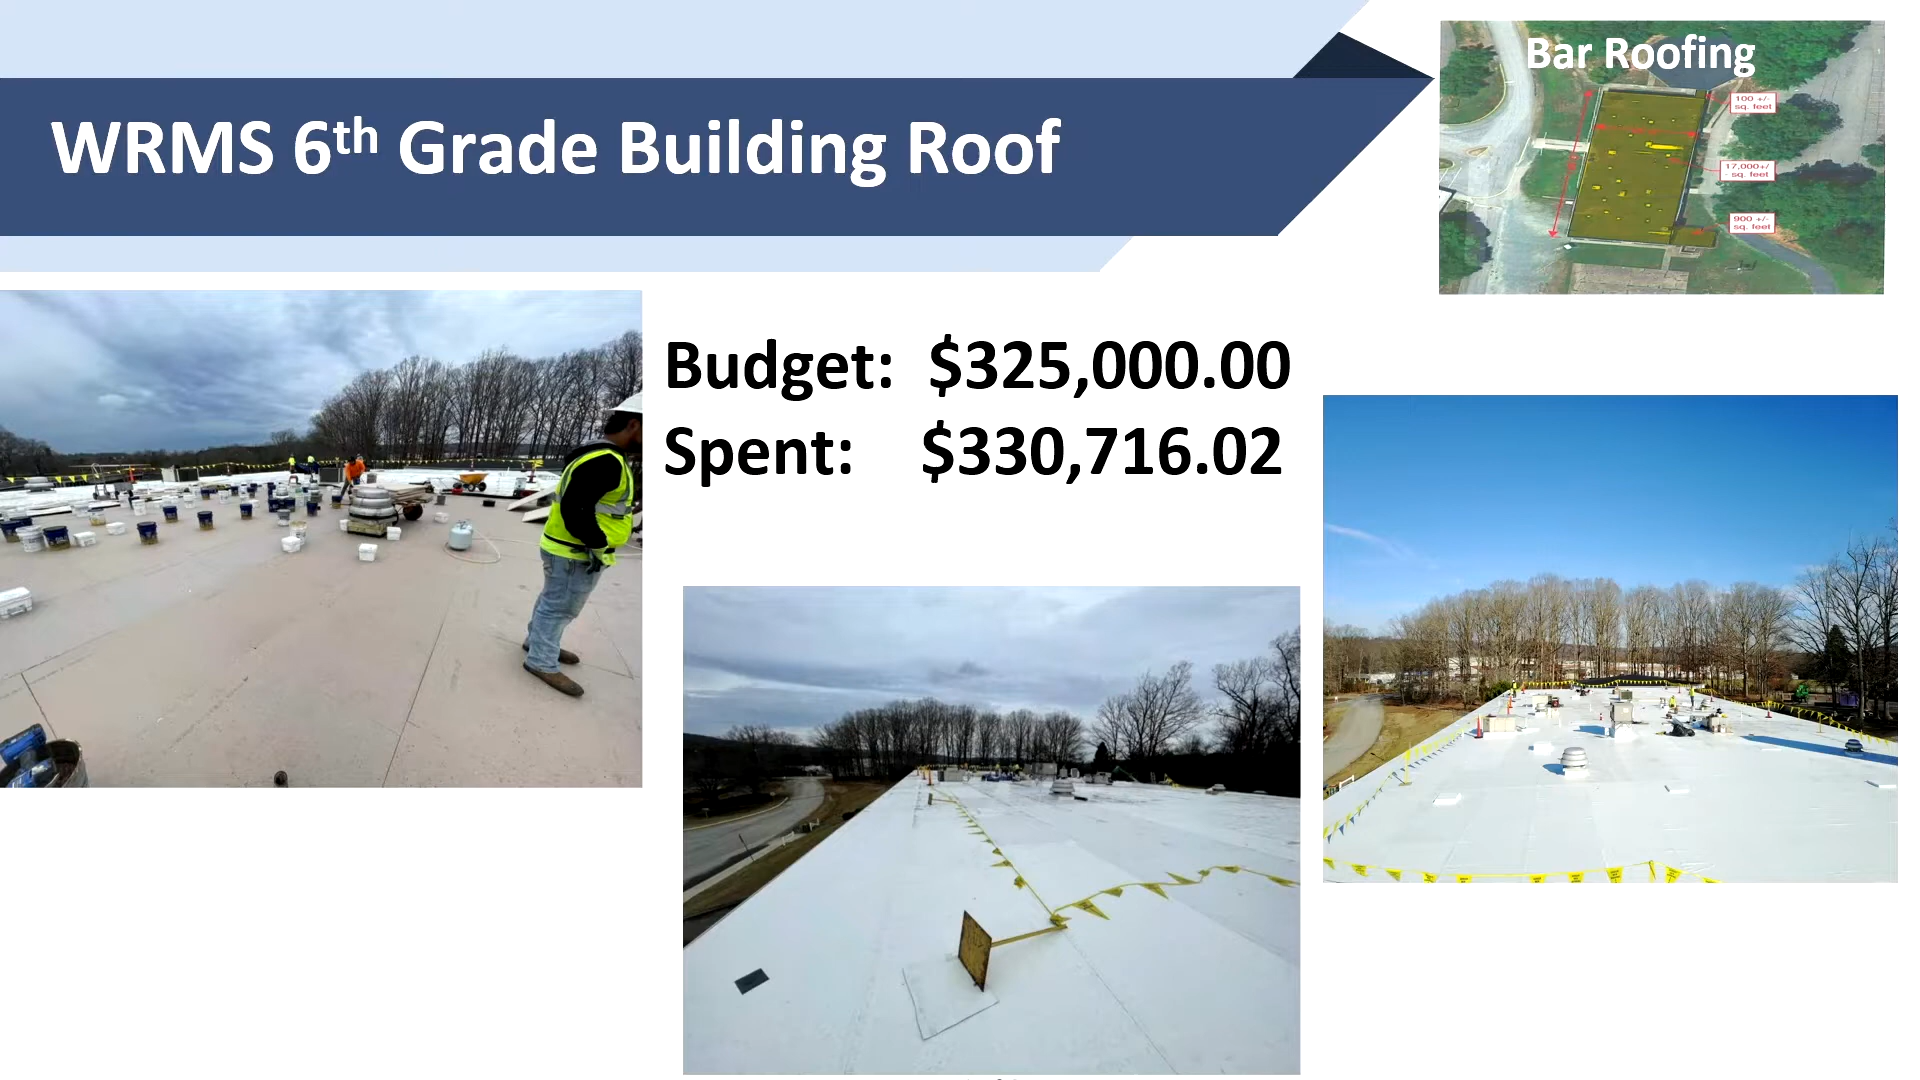 WRMS 6th Grade Building Roof
Bar Roofing
100 +/-
sq. feet
17,000+/
- sq. feet
900 +/-
sq. feet
Budget: $325,000.00
Spent: $330,716.02